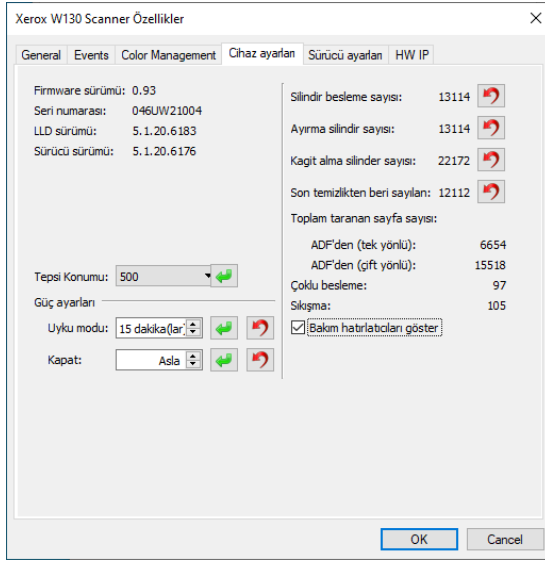 Xerox W130 Scanner Özellikler
General Events Color Management Cihaz ayarları Sürücü ayarları HW IP
Firmware sürümü: 0.93
Seri numarası: 046UW21004
LLD sürümü: 5.1.20.6183
Sürücü sürümü: 5.1.20.6176
Tepsi Konumu: 500
Güç ayarları
Uyku modu: 15 dakika(lar)
Kapat: Asla
Silindir besleme sayısı: 13114
Ayırma silindir sayısı: 13114
Kagit alma silinder sayısı: 22172
Son temizlikten beri sayılan: 12112
Toplam taranan sayfa sayısı:
ADF'den (tek yönlü): 6654
ADF'den (çift yönlü): 15518
Çoklu besleme: 97
Sıkışma: 105
Bakım hatırlatıcıları göster
OK Cancel